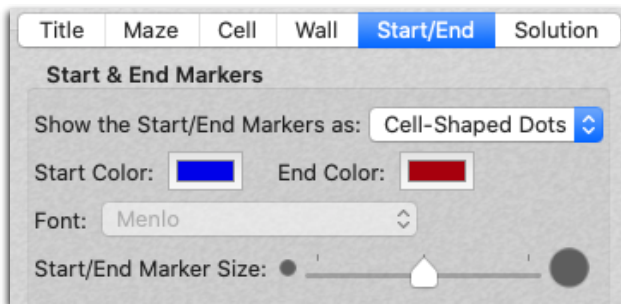 Title Maze Cell Wall Start/End Solution
Start & End Markers
Show the Start/End Markers as: Cell-Shaped Dots
Start Color: End Color:
Font: Menlo
Start/End Marker Size: